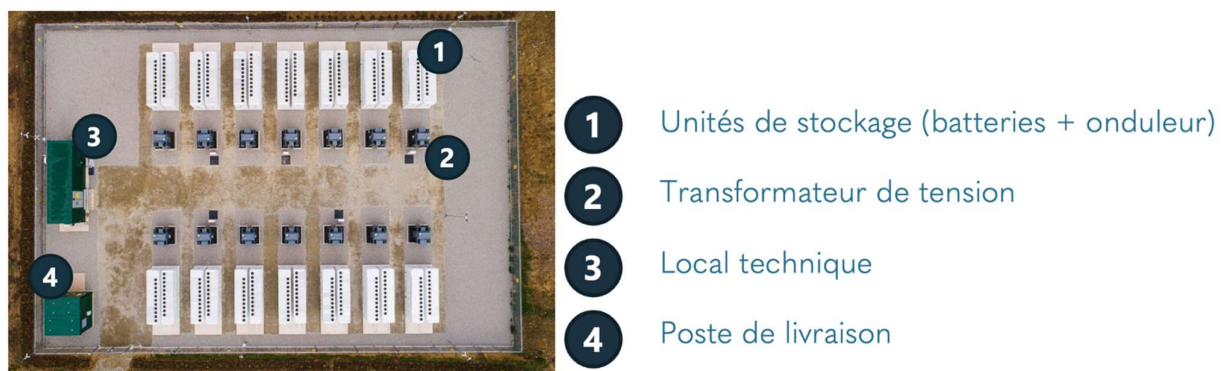 1
2
3
4
1 Unités de stockage (batteries + onduleur)
2 Transformateur de tension
3 Local technique
4 Poste de livraison